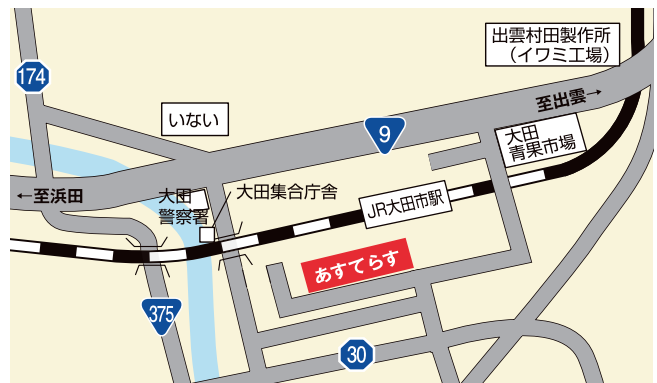 出雲村田製作所
(イワミ工場)
174
至出雲→
いない
9
大田
青果市場
←至浜田
大田
警察署
大田集合庁舎
JR大田市駅
あすてらす
375
30